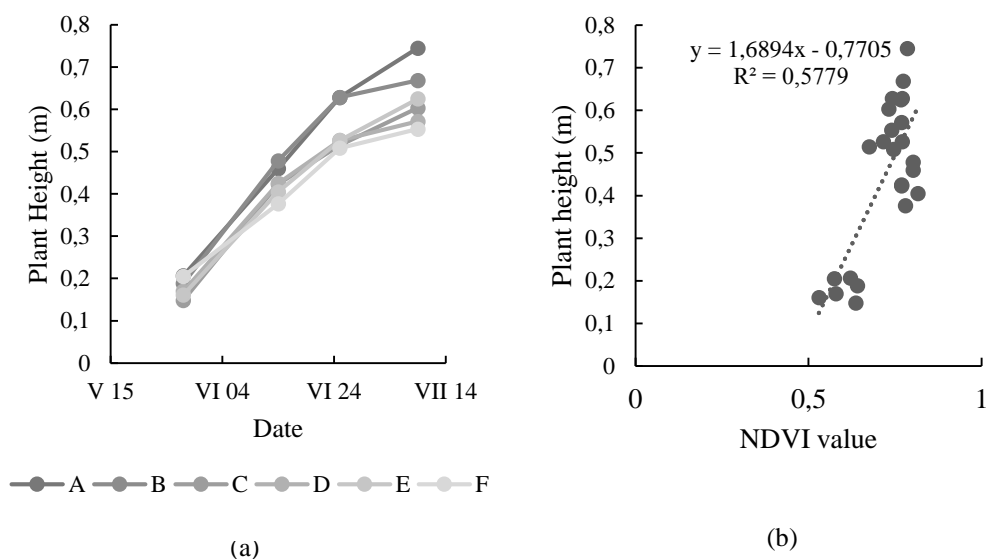 Plant Height (m)
0,8
0,7
0,6
0,5
0,4
0,3
0,2
0,1
0
V 15
VI 04
VI 24
VII 14
Date
A
B
C
D
E
F
(a)
Plant height (m)
0,8
0,7
0,6
0,5
0,4
0,3
0,2
0,1
0
y = 1,6894x - 0,7705
R² = 0,5779
0
0,5
1
NDVI value
(b)